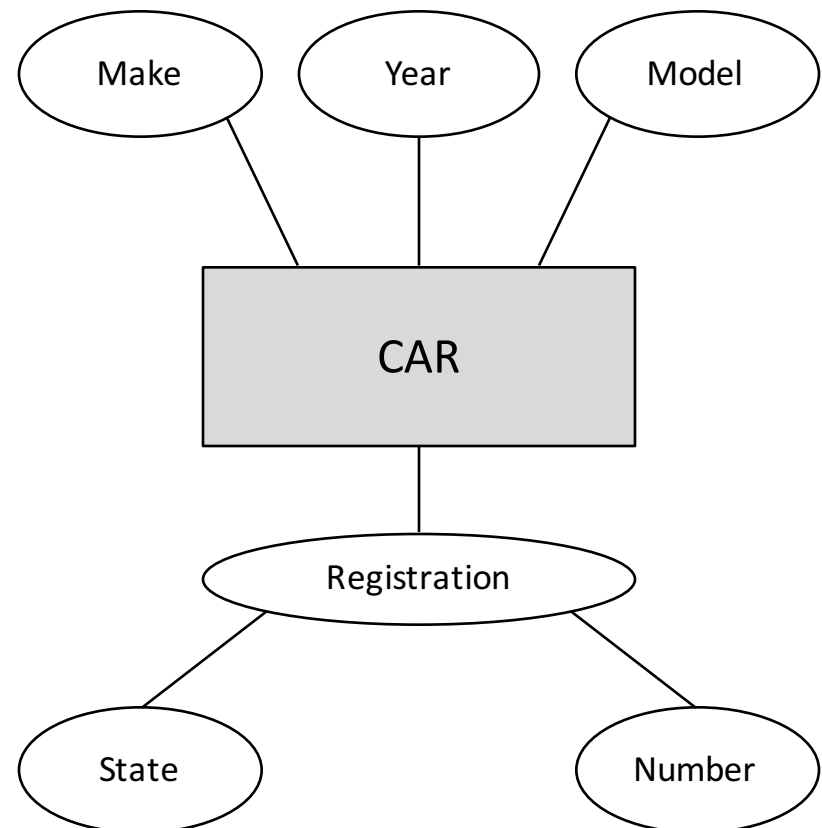 Make
Year
Model
CAR
Registration
State
Number